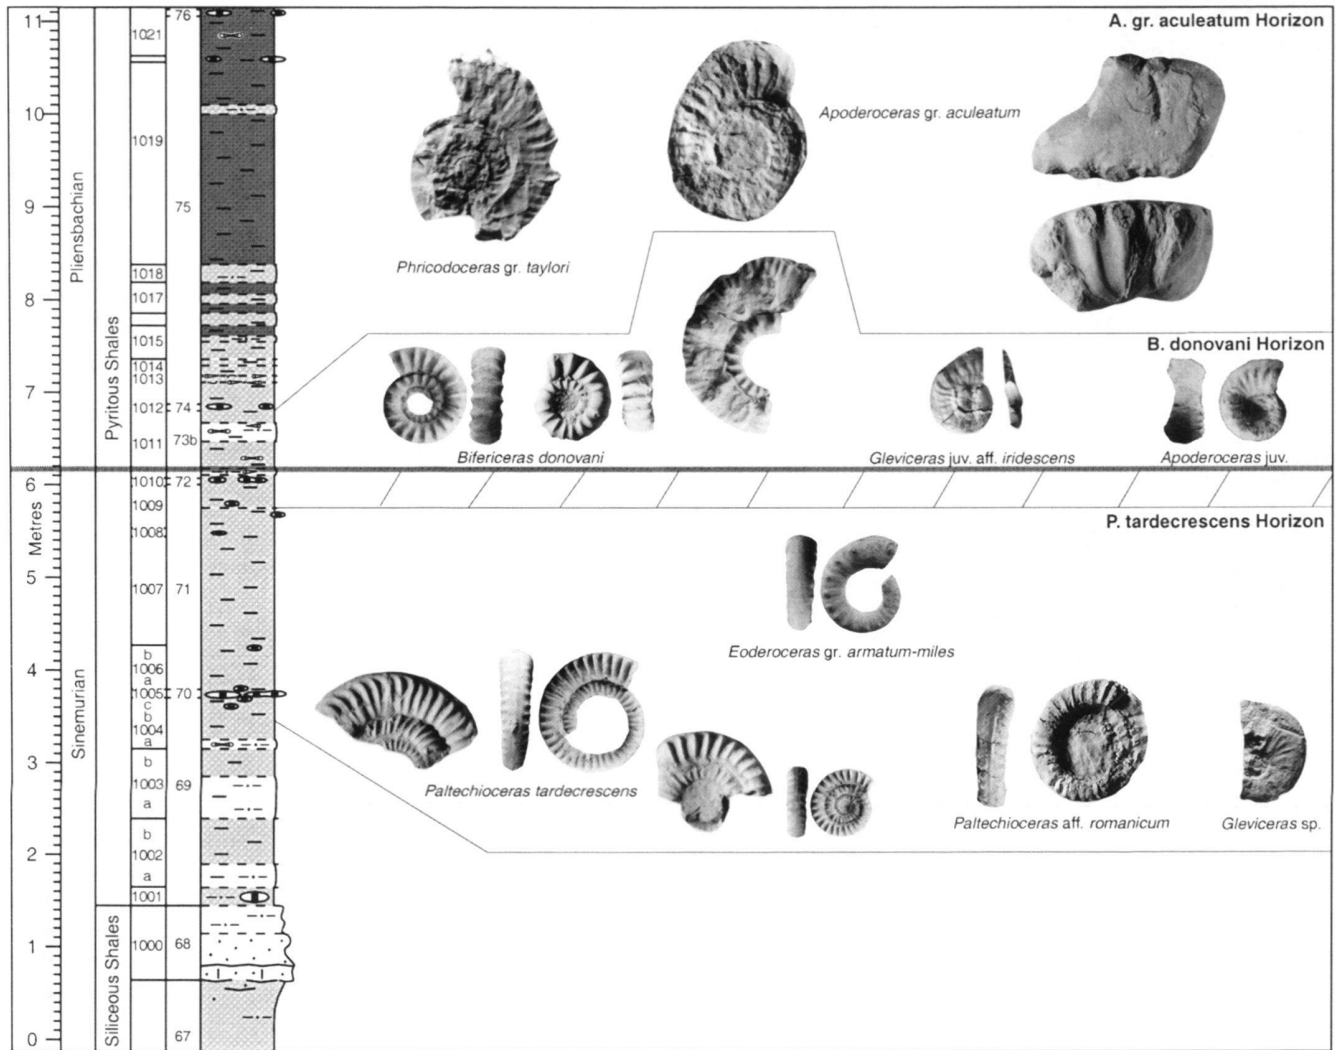 A. gr. aculeatum Horizon
Apoderoceras gr. aculeatum
Phricodoceras gr. taylori
B. donovani Horizon
Bifericeras donovani
Gleviceras juv. aff. iridescens
Apoderoceras juv.
P. tardecrescens Horizon
Eoderoceras gr. armatum-miles
Paltechioceras tardecrescens
Paltechioceras aff. romanicum
Gleviceras sp.
11
10
9
8
7
6
5
4
3
2
1
0
Metres
Pliensbachian
Sinemurian
Pyritous Shales
Siliceous Shales
1021
1019
1018
1017
1015
1014
1013
1012
1011
1010
1009
1008
1007
b
1006
a
1005
c
b
1004
a
b
1003
a
b
1002
a
1001
1000
76
75
74
73b
72
71
70
69
68
67